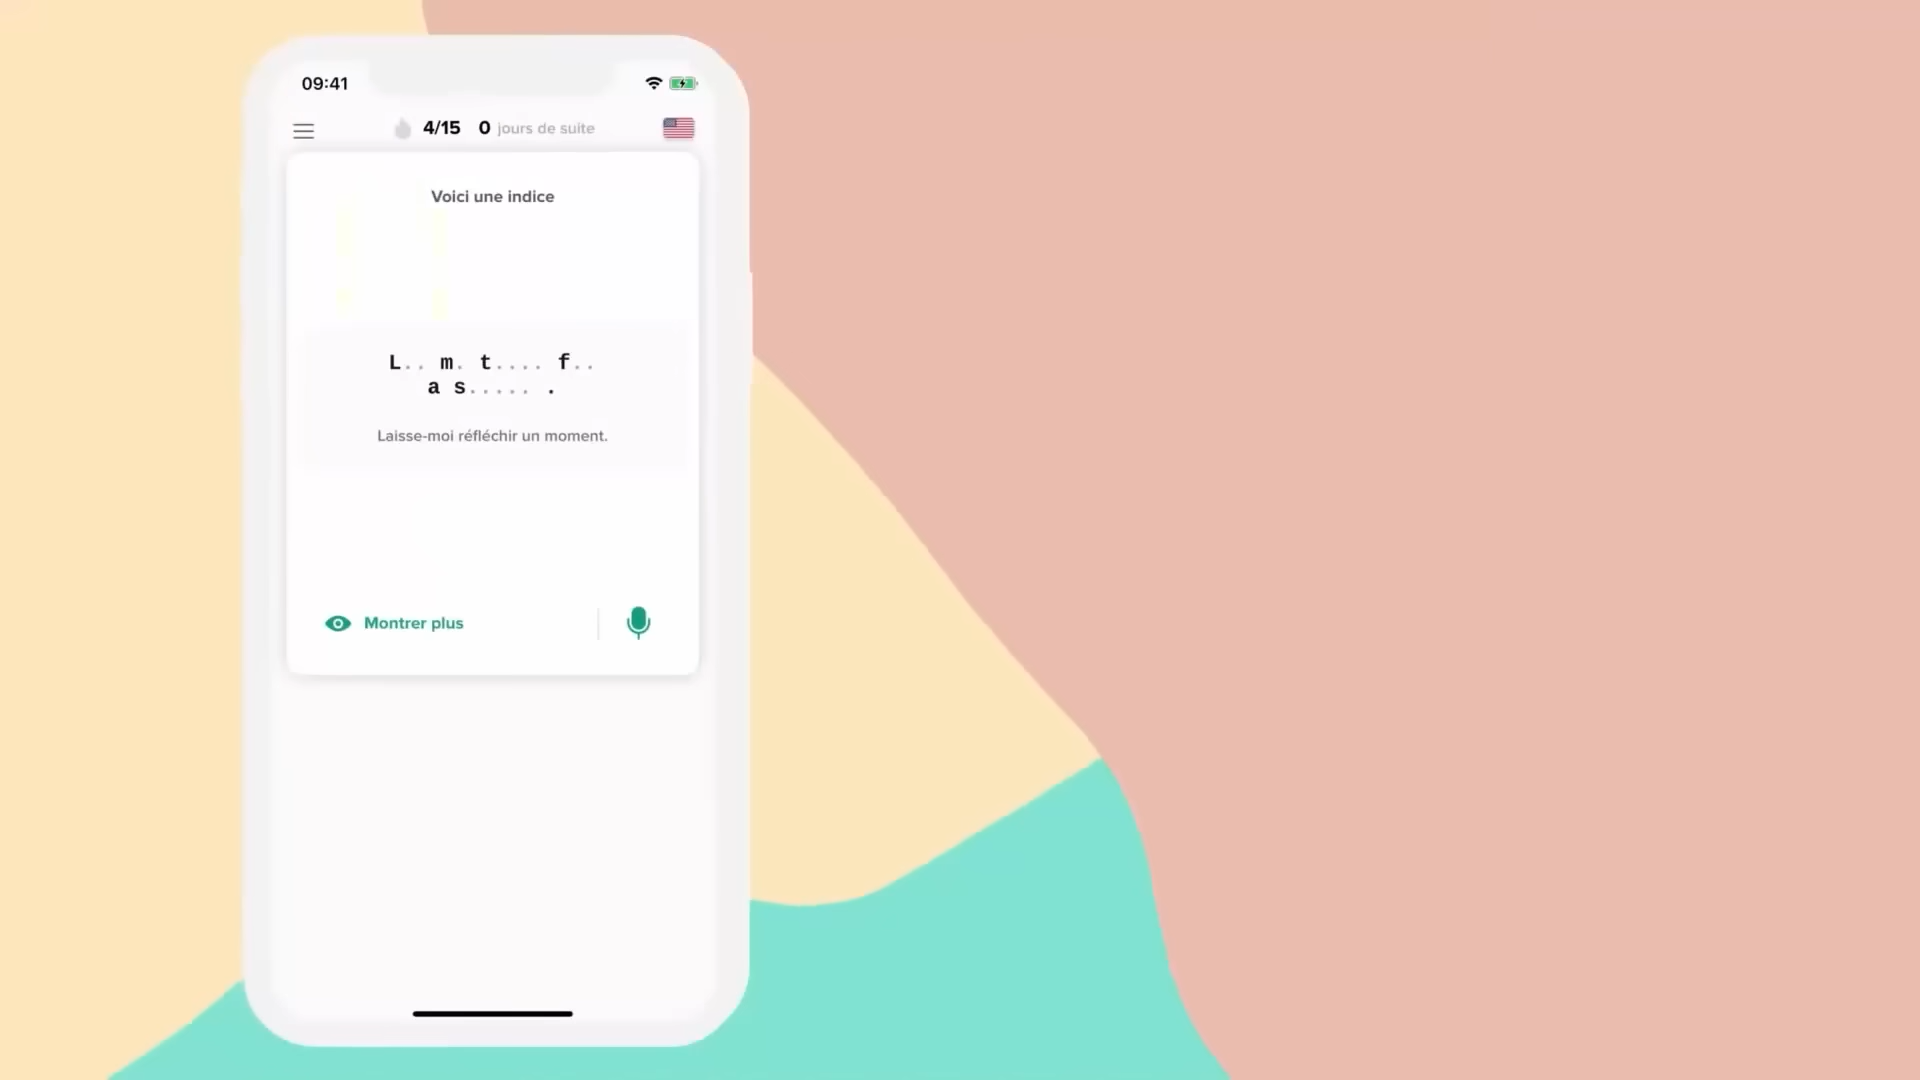 09:41
4/15 0 jours de suite
Voici une indice
L.. m. t.... f..
a s..... .
Laisse-moi réfléchir un moment.
Montrer plus